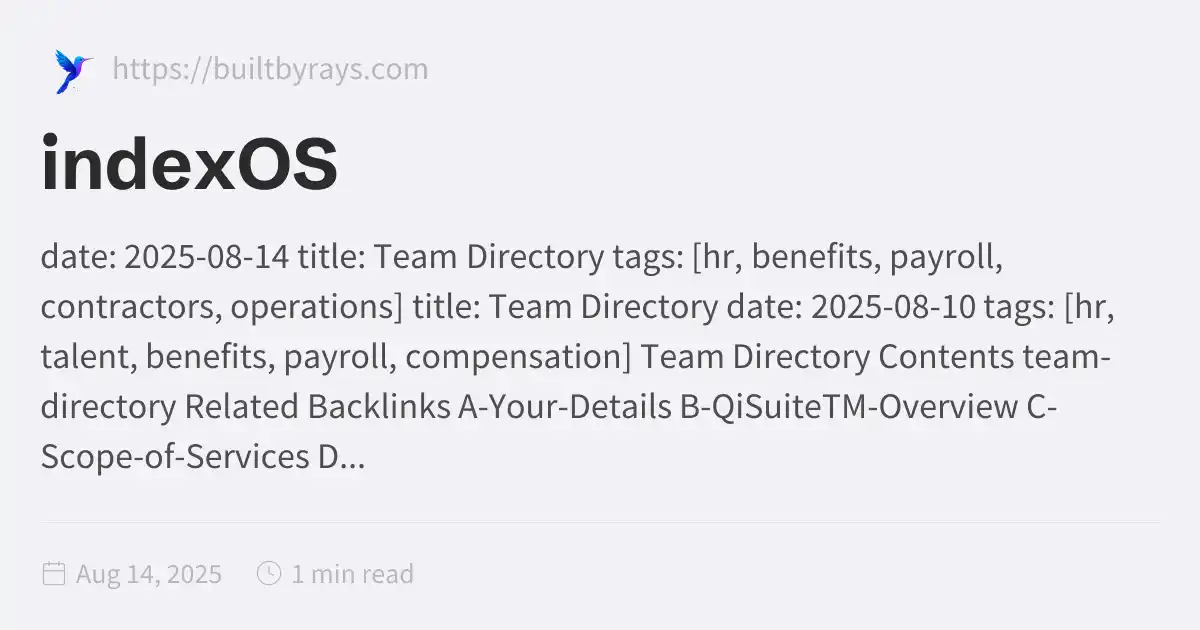 https://builtbyrays.com
indexOS
date: 2025-08-14 title: Team Directory tags: [hr, benefits, payroll,
contractors, operations] title: Team Directory date: 2025-08-10 tags: [hr,
talent, benefits, payroll, compensation] Team Directory Contents team-
directory Related Backlinks A-Your-Details B-QiSuiteTM-Overview C-
Scope-of-Services D...
Aug 14, 2025 1 min read